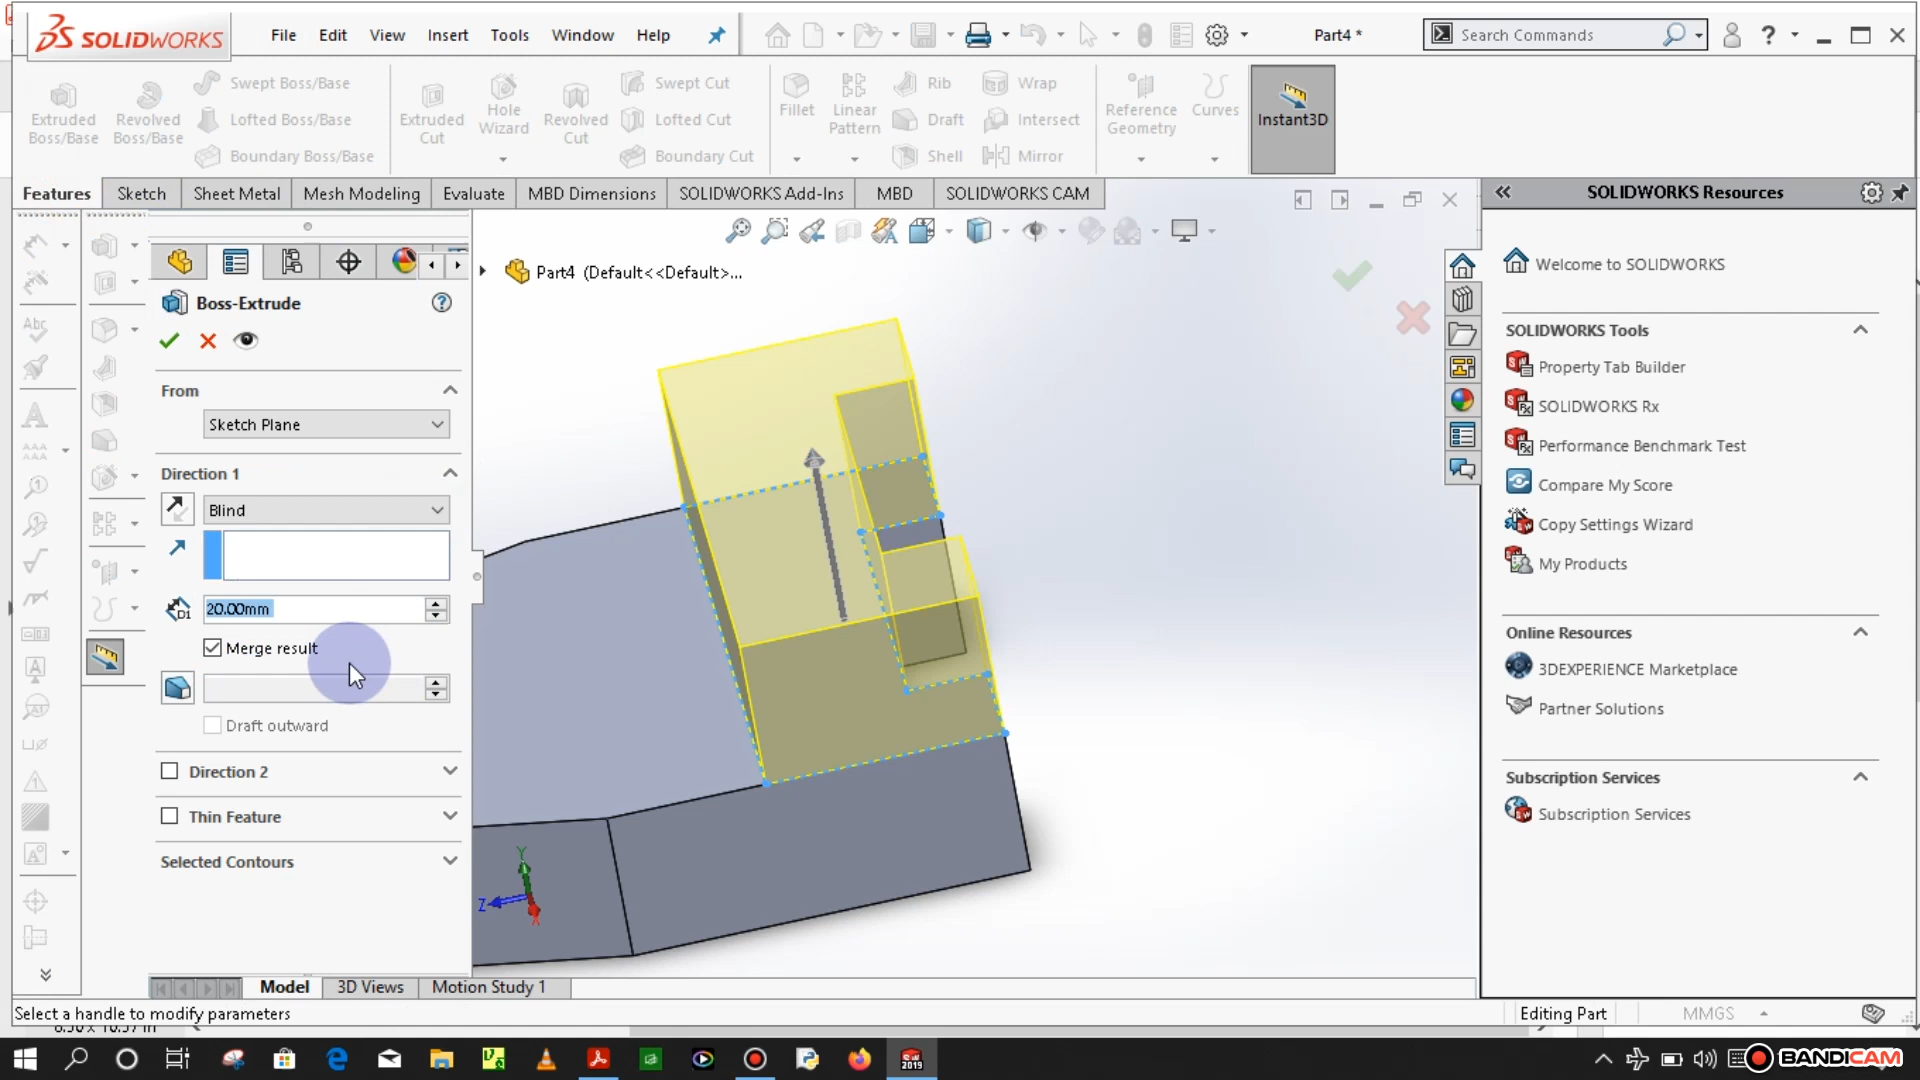 SOLIDWORKS
File Edit View Insert Tools Window Help
Part4 *
Search Commands
Extruded Boss/Base
Revolved Boss/Base
Swept Boss/Base
Lofted Boss/Base
Boundary Boss/Base
Extruded Cut
Hole Wizard
Revolved Cut
Swept Cut
Lofted Cut
Boundary Cut
Fillet
Linear Pattern
Rib
Draft
Shell
Wrap
Intersect
Mirror
Reference Geometry
Curves
Instant3D
Features Sketch Sheet Metal Mesh Modeling Evaluate MBD Dimensions SOLIDWORKS Add-Ins MBD SOLIDWORKS CAM
Part4 (Default<<Default>...
Boss-Extrude
From
Sketch Plane
Direction 1
Blind
D1
20.00mm
Merge result
Draft outward
Direction 2
Thin Feature
Selected Contours
Y
Z
X
SOLIDWORKS Resources
Welcome to SOLIDWORKS
SOLIDWORKS Tools
Property Tab Builder
SOLIDWORKS Rx
Performance Benchmark Test
Compare My Score
Copy Settings Wizard
My Products
Online Resources
3DEXPERIENCE Marketplace
Partner Solutions
Subscription Services
Subscription Services
Model 3D Views Motion Study 1
Select a handle to modify parameters
Editing Part
MMGS
SW 2019
BANDICAM